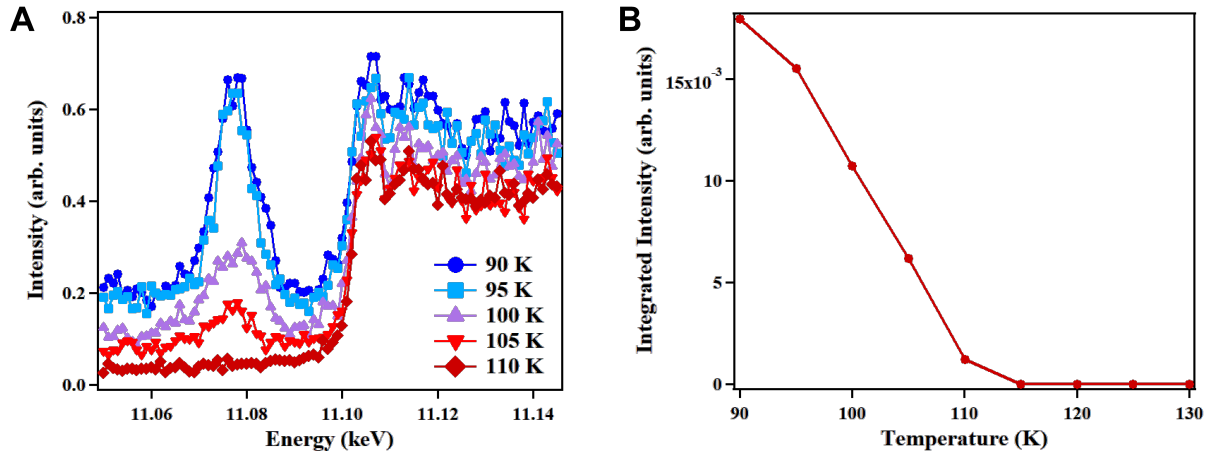 A
Intensity (arb. units)
0.8
0.6
0.4
0.2
0.0
90 K
95 K
100 K
105 K
110 K
11.06
11.08
11.10
11.12
11.14
Energy (keV)
B
Integrated Intensity (arb. units)
15x10⁻³
10
5
0
90
100
110
120
130
Temperature (K)